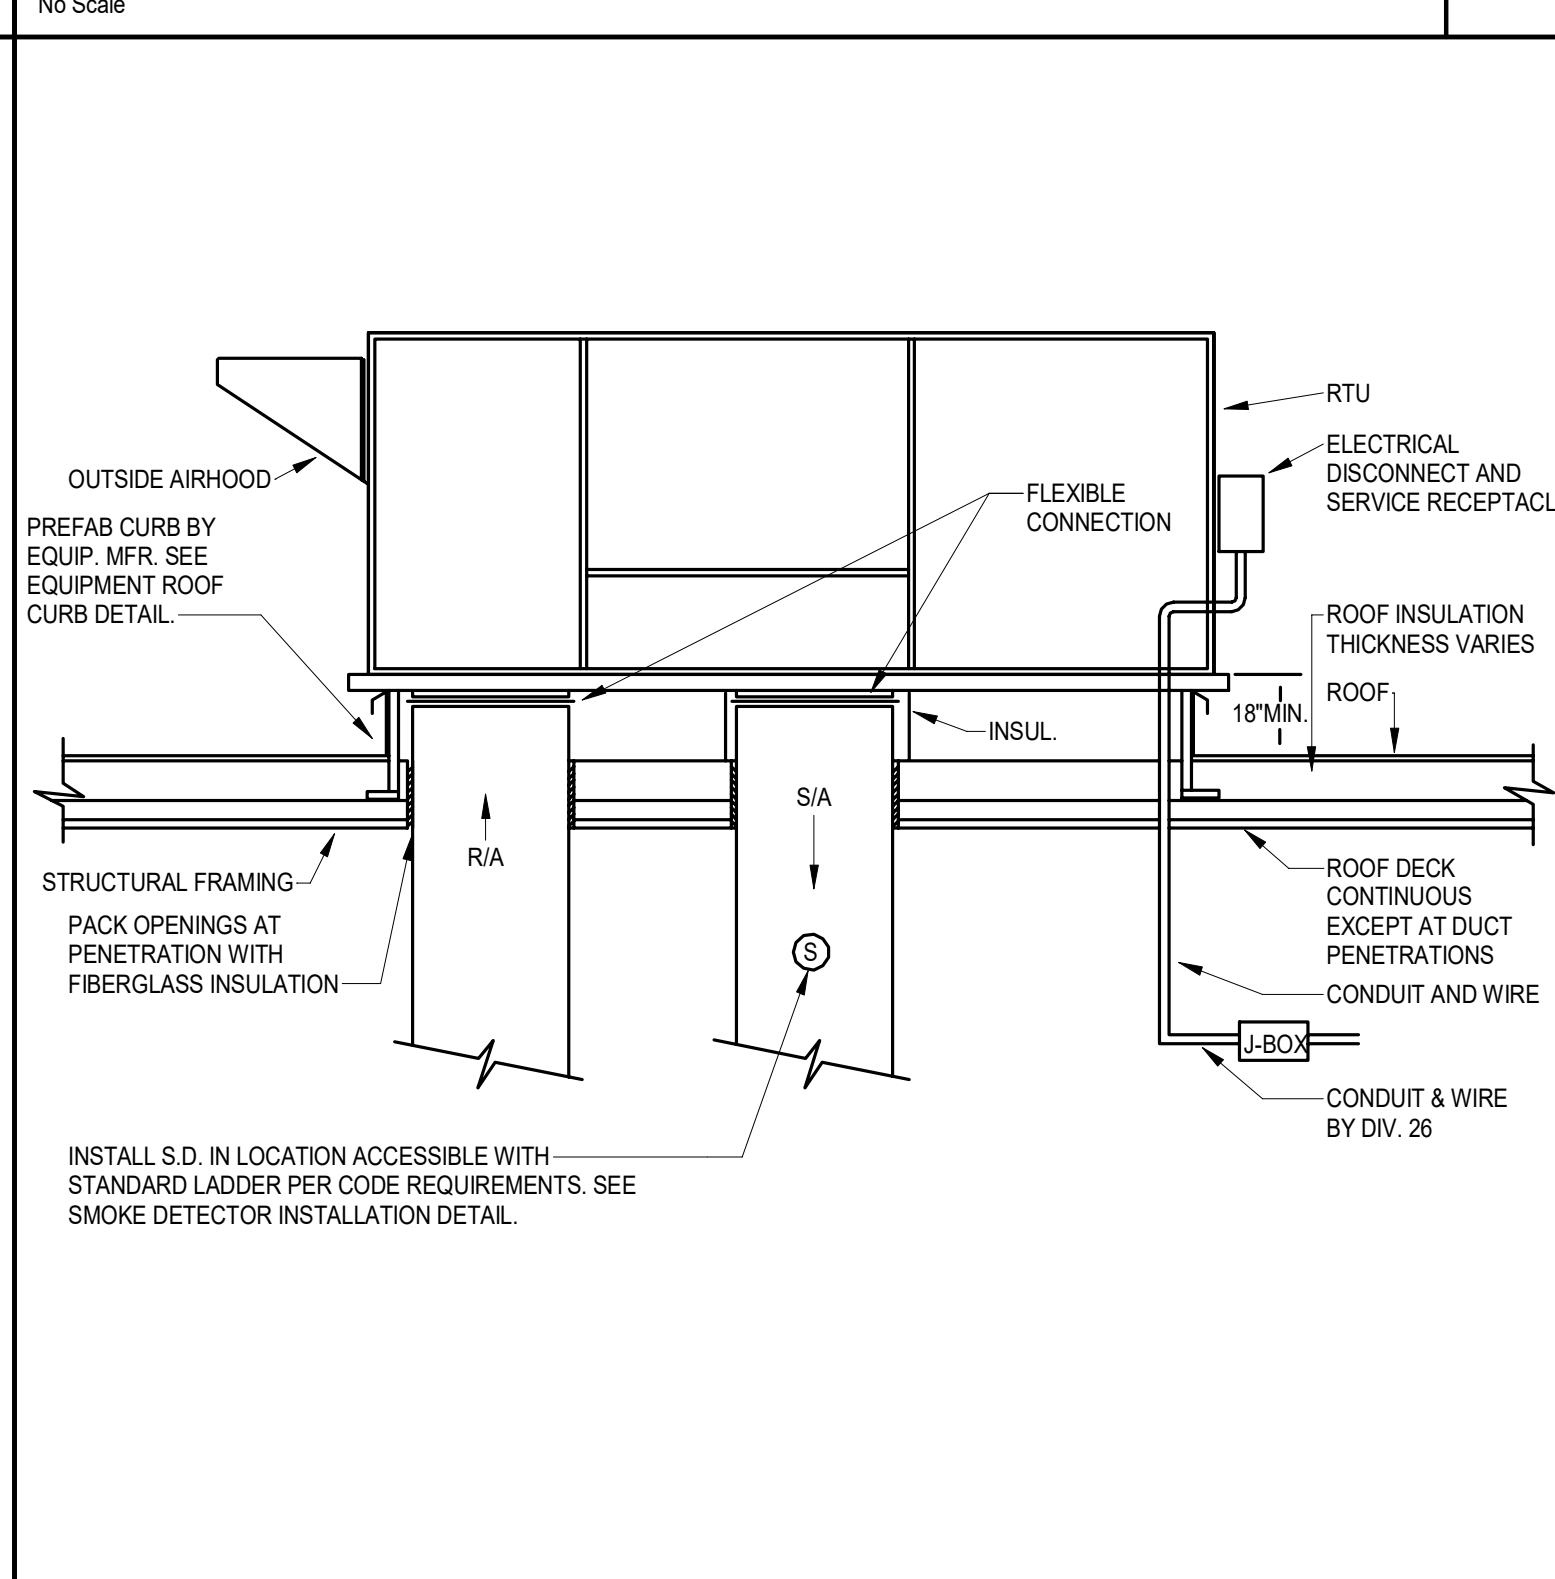 No Scale
OUTSIDE AIRHOOD
PREFAB CURB BY
EQUIP. MFR. SEE
EQUIPMENT ROOF
CURB DETAIL.
FLEXIBLE
CONNECTION
RTU
ELECTRICAL
DISCONNECT AND
SERVICE RECEPTACL
ROOF INSULATION
THICKNESS VARIES
ROOF
18"MIN.
INSUL.
S/A
R/A
STRUCTURAL FRAMING
PACK OPENINGS AT
PENETRATION WITH
FIBERGLASS INSULATION
S
ROOF DECK
CONTINUOUS
EXCEPT AT DUCT
PENETRATIONS
CONDUIT AND WIRE
J-BOX
CONDUIT & WIRE
BY DIV. 26
INSTALL S.D. IN LOCATION ACCESSIBLE WITH
STANDARD LADDER PER CODE REQUIREMENTS. SEE
SMOKE DETECTOR INSTALLATION DETAIL.